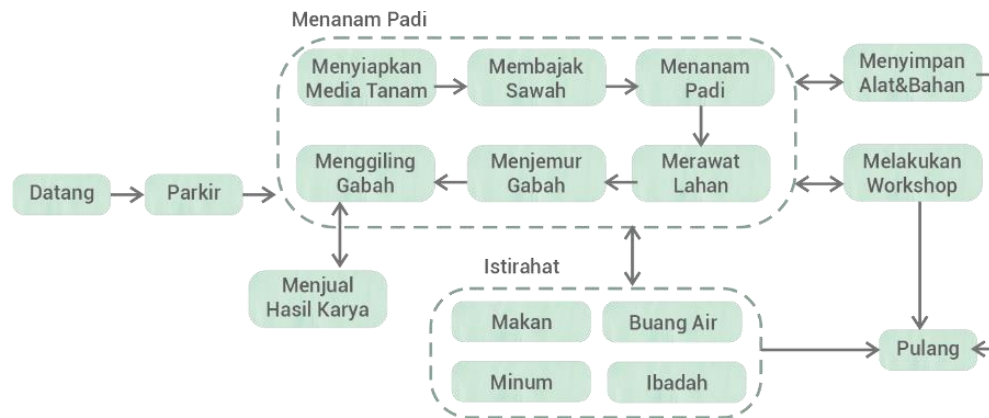 Menanam Padi
Menyiapkan
Media Tanam
Membajak
Sawah
Menanam
Padi
Menyimpan
Alat&Bahan
Menggiling
Gabah
Menjemur
Gabah
Merawat
Lahan
Melakukan
Workshop
Datang
Parkir
Menjual
Hasil Karya
Istirahat
Makan
Buang Air
Minum
Ibadah
Pulang